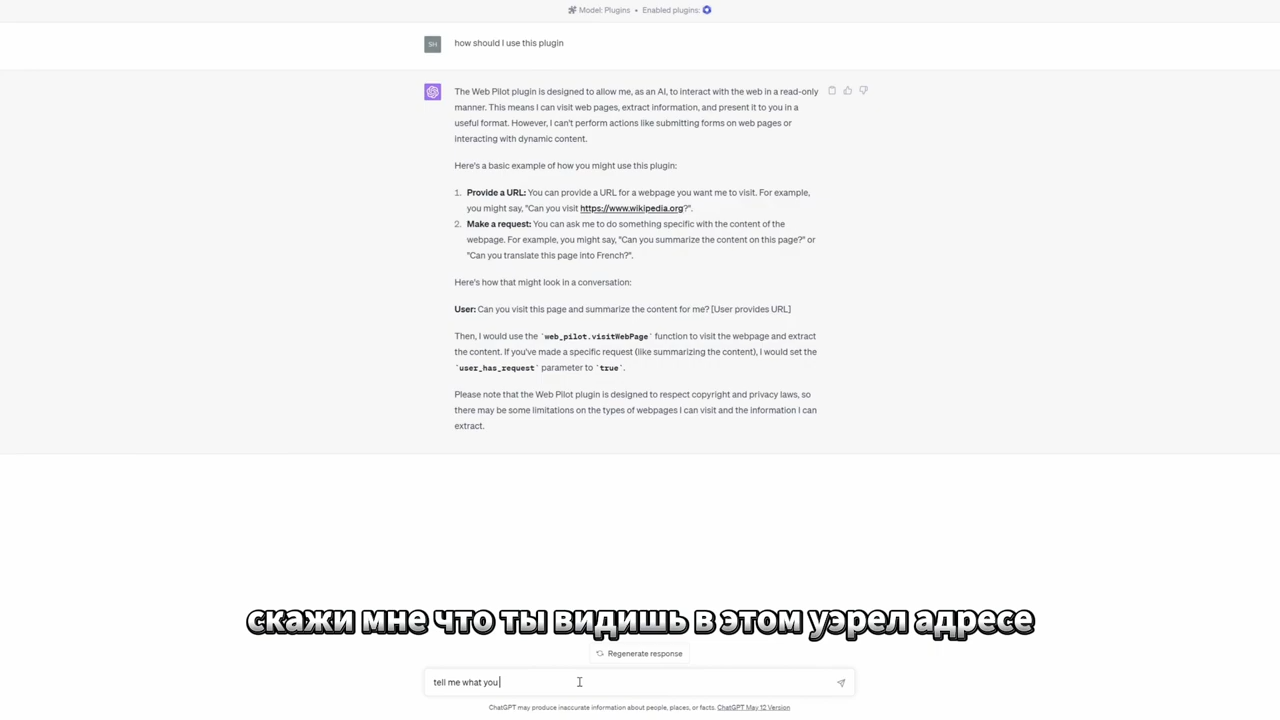 Model: Plugins • Enabled plugins:
SH
how should I use this plugin
The Web Pilot plugin is designed to allow me, as an AI, to interact with the web in a read-only
manner. This means I can visit web pages, extract information, and present it to you in a
useful format. However, I can't perform actions like submitting forms on web pages or
interacting with dynamic content.
Here's a basic example of how you might use this plugin:
1. Provide a URL: You can provide a URL for a webpage you want me to visit. For example,
you might say, "Can you visit https://www.wikipedia.org?".
2. Make a request: You can ask me to do something specific with the content of the
webpage. For example, you might say, "Can you summarize the content on this page?" or
"Can you translate this page into French?".
Here's how that might look in a conversation:
User: Can you visit this page and summarize the content for me? [User provides URL]
Then, I would use the `web_pilot.visitWebPage` function to visit the webpage and extract
the content. If you've made a specific request (like summarizing the content), I would set the
`user_has_request` parameter to `true`.
Please note that the Web Pilot plugin is designed to respect copyright and privacy laws, so
there may be some limitations on the types of webpages I can visit and the information I can
extract.
скажи мне что ты видишь в этом уэрел адресе
Regenerate response
tell me what you
ChatGPT may produce inaccurate information about people, places, or facts. ChatGPT May 12 Version